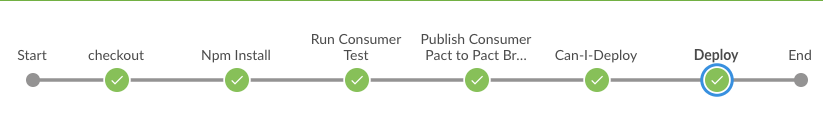 Start
checkout
Npm Install
Run Consumer
Test
Publish Consumer
Pact to Pact Br...
Can-I-Deploy
Deploy
End